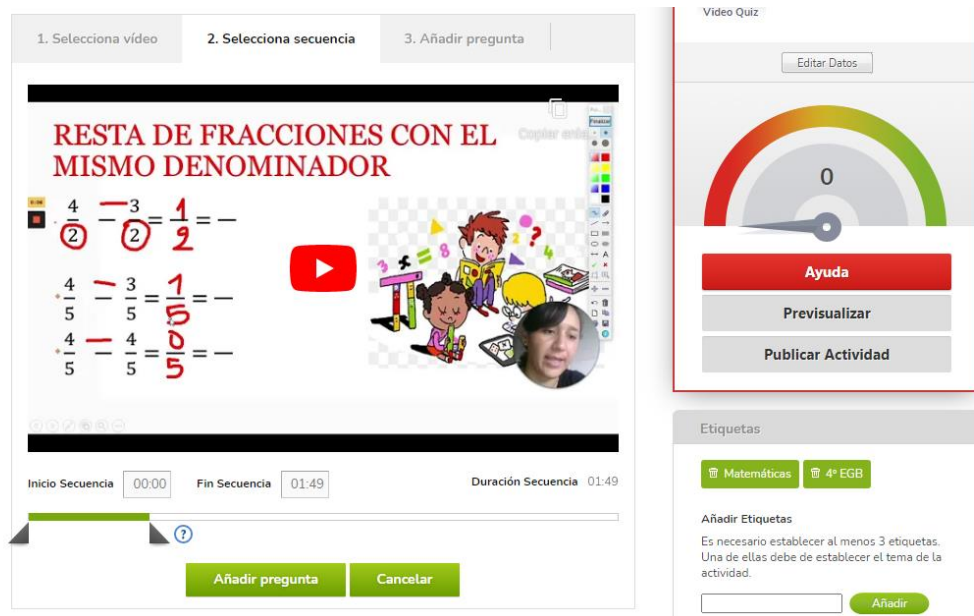 1. Selecciona vídeo
2. Selecciona secuencia
3. Añadir pregunta
RESTA DE FRACCIONES CON EL
MISMO DENOMINADOR
Copiar enla
Finalize
4/2 − 3/2 = 1/2 = —
4/5 − 3/5 = 1/5 = —
4/5 − 4/5 = 0/5 = —
Inicio Secuencia 00:00 Fin Secuencia 01:49 Duración Secuencia 01:49
?
Añadir pregunta
Cancelar
Video Quiz
Editar Datos
0
Ayuda
Previsualizar
Publicar Actividad
Etiquetas
Matemáticas
4º EGB
Añadir Etiquetas
Es necesario establecer al menos 3 etiquetas.
Una de ellas debe de establecer el tema de la
actividad.
Añadir